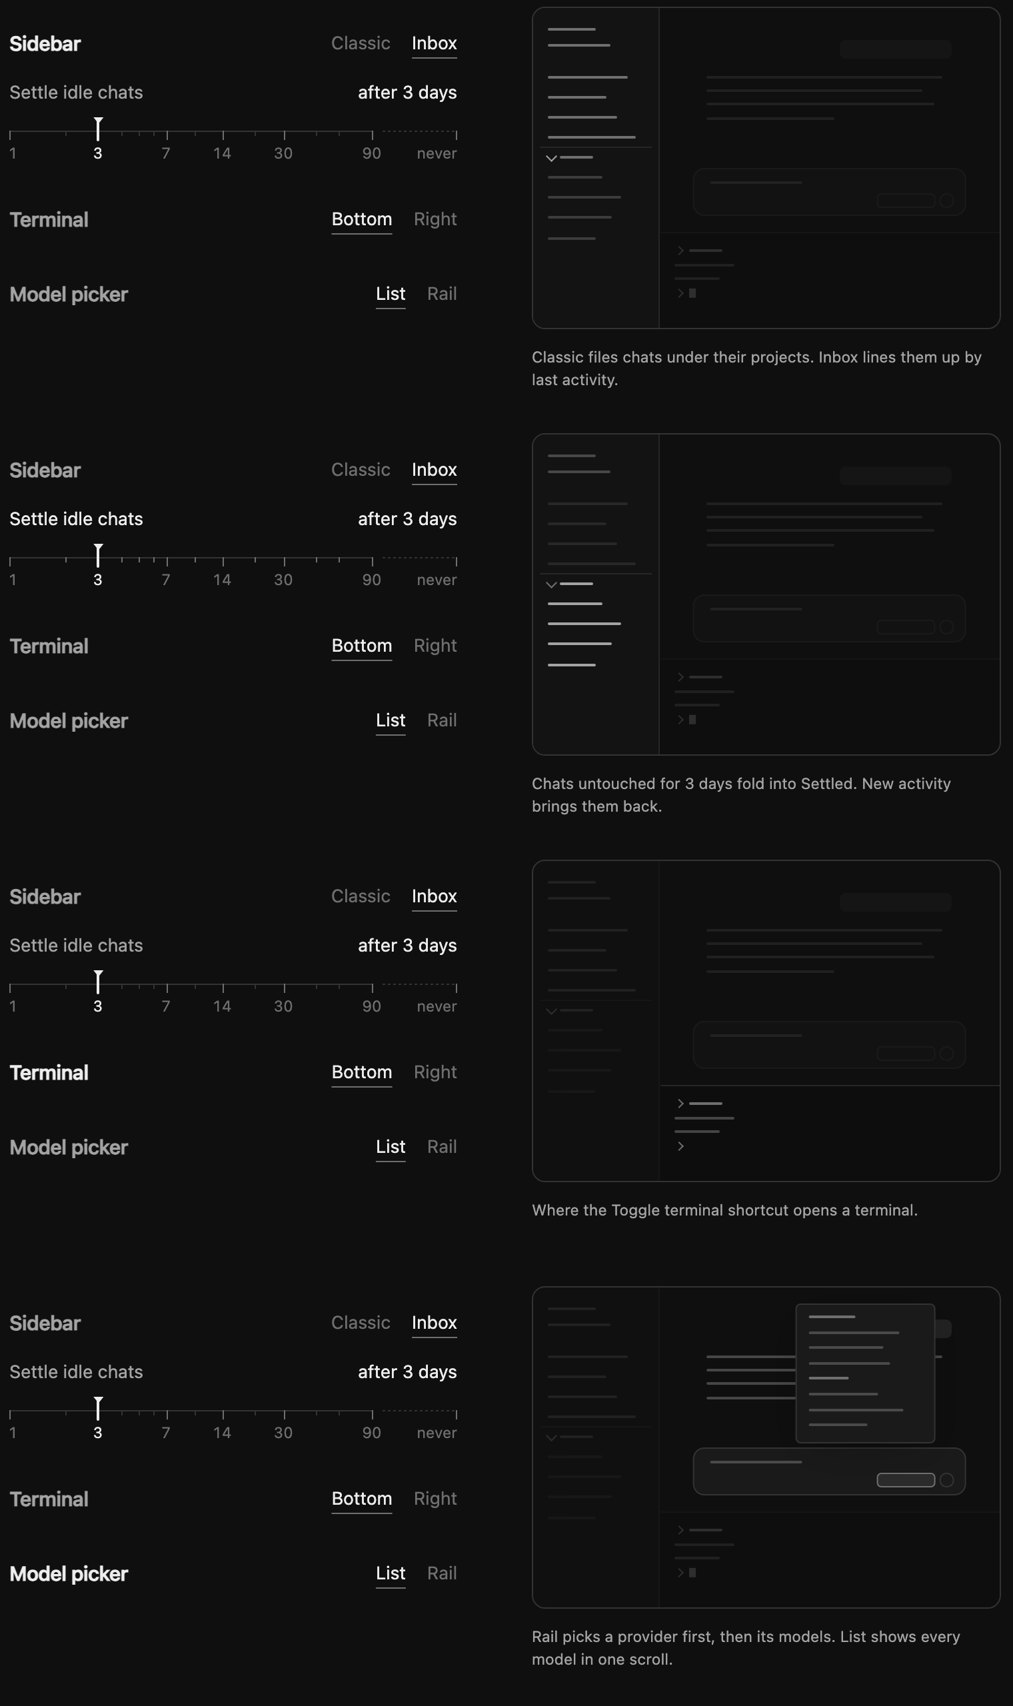 Sidebar Classic Inbox
Settle idle chats after 3 days
1 3 7 14 30 90 never
Terminal Bottom Right
Model picker List Rail
Classic files chats under their projects. Inbox lines them up by
last activity.
Sidebar Classic Inbox
Settle idle chats after 3 days
1 3 7 14 30 90 never
Terminal Bottom Right
Model picker List Rail
Chats untouched for 3 days fold into Settled. New activity
brings them back.
Sidebar Classic Inbox
Settle idle chats after 3 days
1 3 7 14 30 90 never
Terminal Bottom Right
Model picker List Rail
Where the Toggle terminal shortcut opens a terminal.
Sidebar Classic Inbox
Settle idle chats after 3 days
1 3 7 14 30 90 never
Terminal Bottom Right
Model picker List Rail
Rail picks a provider first, then its models. List shows every
model in one scroll.